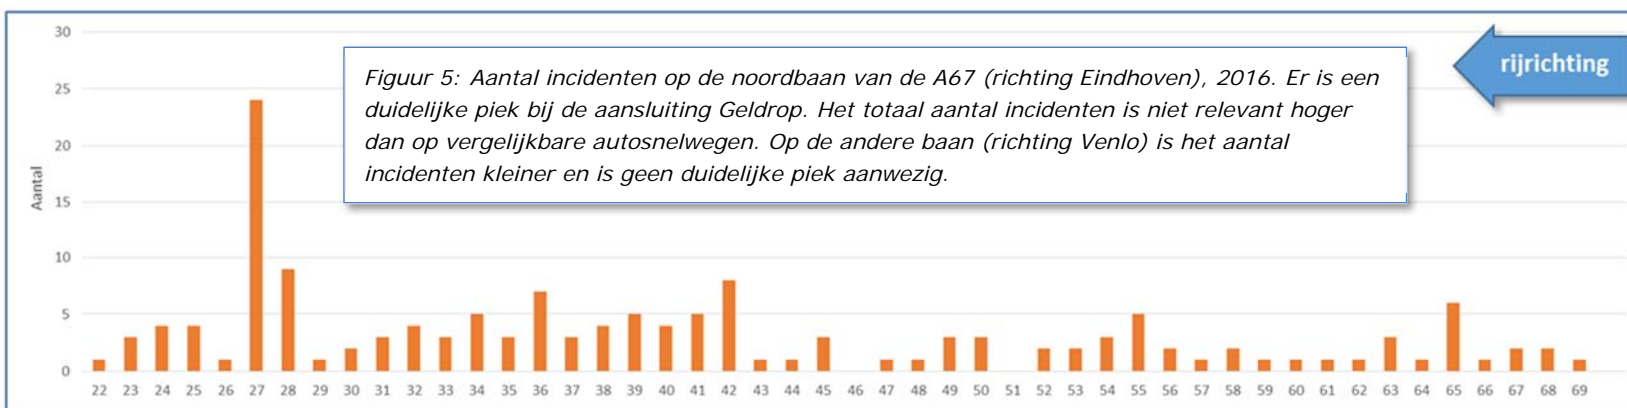 30
rijrichting
Figuur 5: Aantal incidenten op de noordbaan van de A67 (richting Eindhoven), 2016. Er is een
duidelijke piek bij de aansluiting Geldrop. Het totaal aantal incidenten is niet relevant hoger
dan op vergelijkbare autosnelwegen. Op de andere baan (richting Venlo) is het aantal
incidenten kleiner en is geen duidelijke piek aanwezig.
25
20
Aantal
15
10
5
0
22 23 24 25 26 27 28 29 30 31 32 33 34 35 36 37 38 39 40 41 42 43 44 45 46 47 48 49 50 51 52 53 54 55 56 57 58 59 60 61 62 63 64 65 66 67 68 69